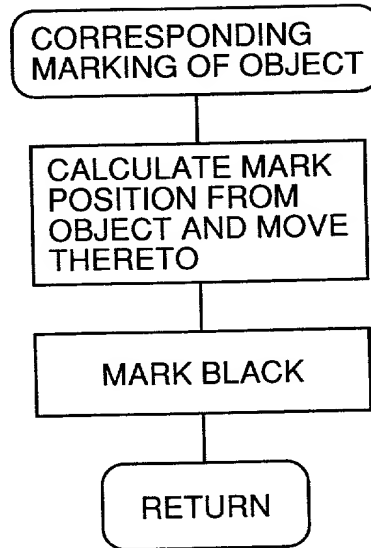 CORRESPONDING
MARKING OF OBJECT
CALCULATE MARK
POSITION FROM
OBJECT AND MOVE
THERETO
MARK BLACK
RETURN